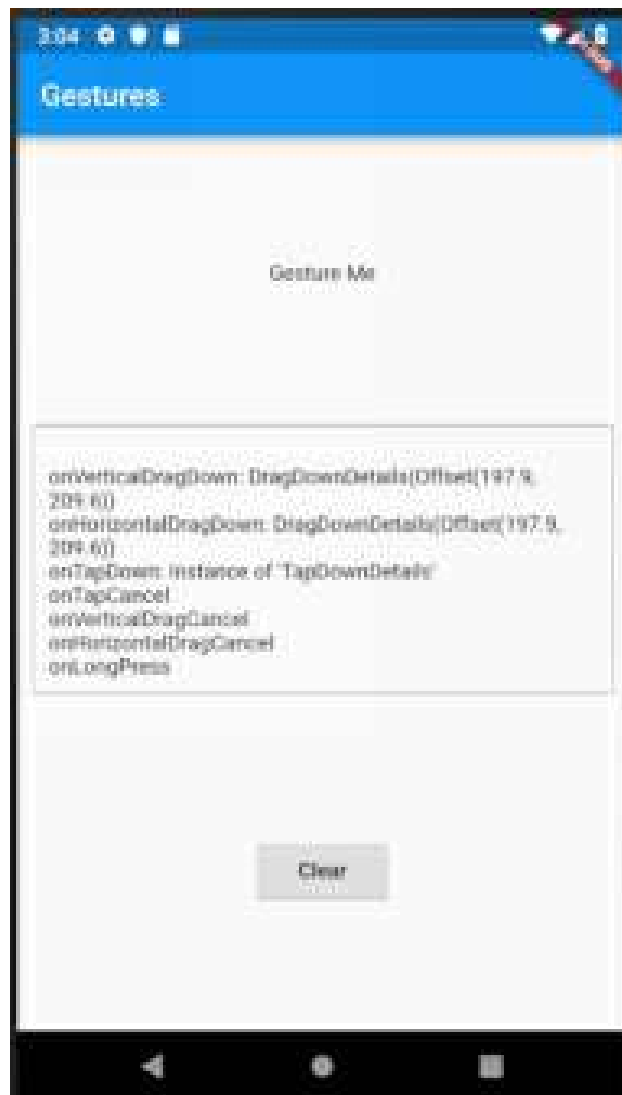 3:04
Gestures
Gesture Me
onVerticalDragDown: DragDownDetails(Offset(197.9,
209.6))
onHorizontalDragDown: DragDownDetails(Offset(197.9,
209.6))
onTapDown: Instance of 'TapDownDetails'
onTapCancel
onVerticalDragCancel
onHorizontalDragCancel
onLongPress
Clear